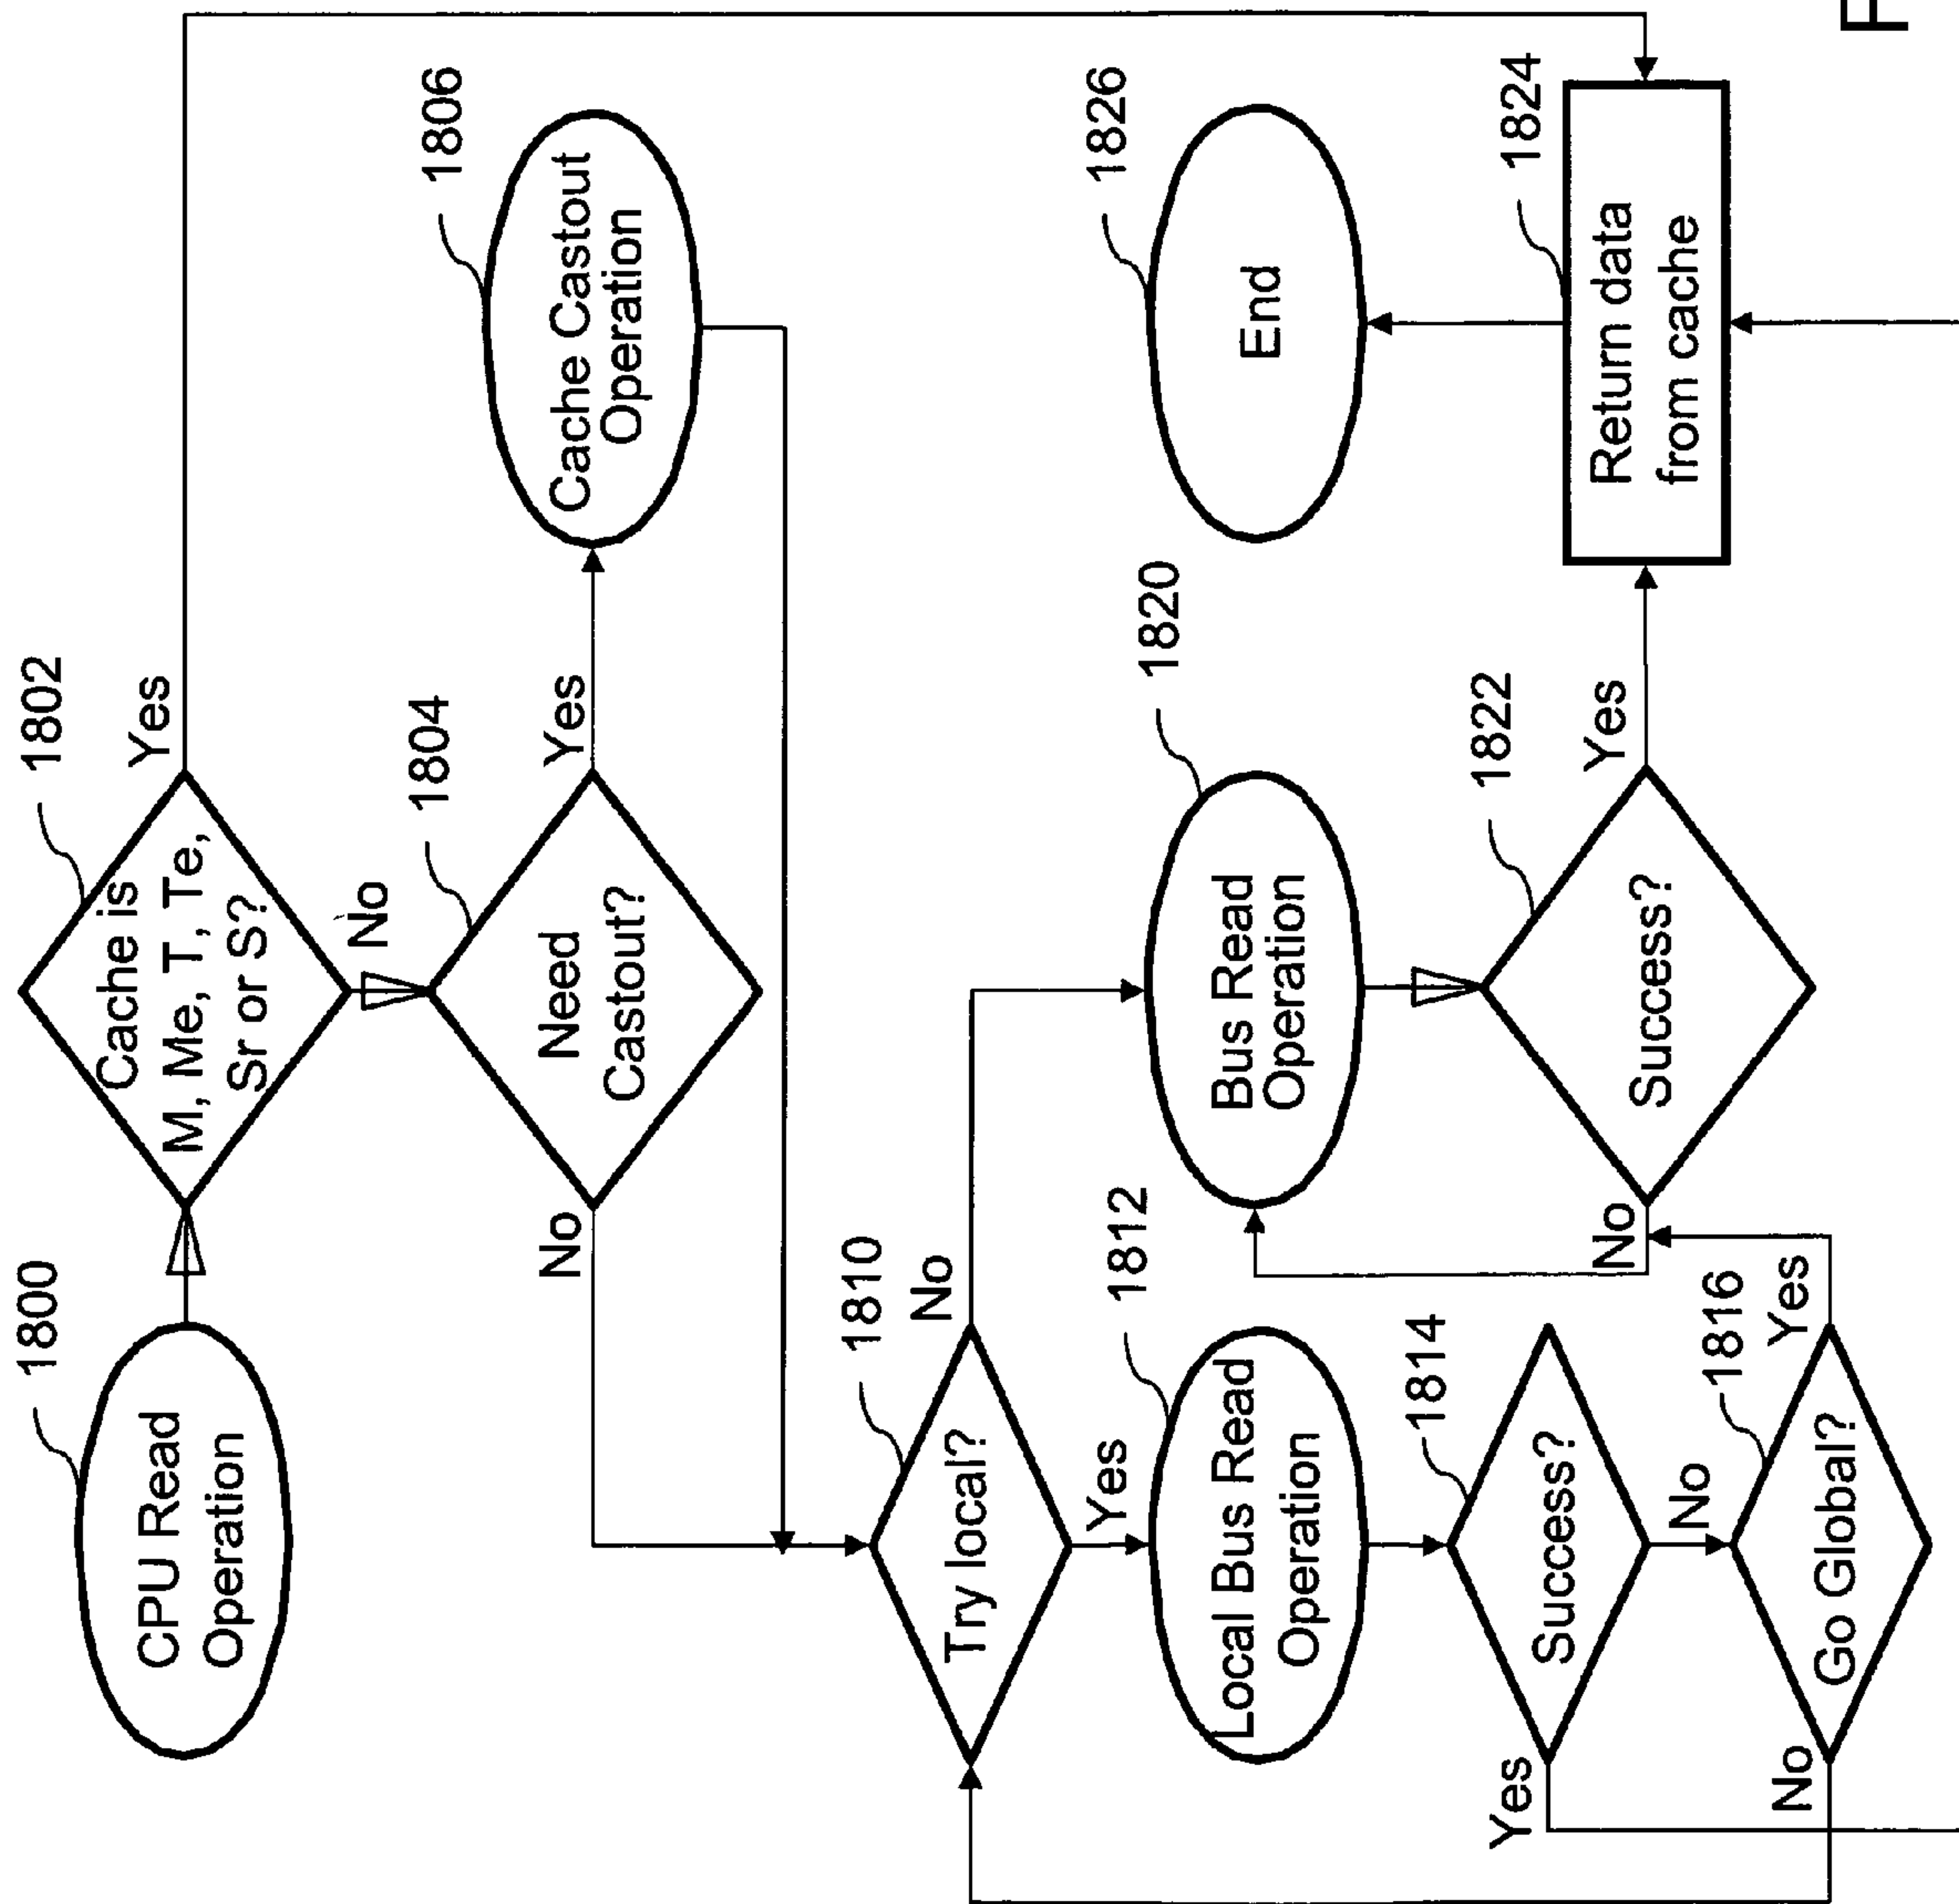 1800
CPU Read
Operation
1802
Cache is
M, Me, T, Te,
Sr or S?
Yes
No
1804
Need
Castout?
Yes
No
1806
Cache Castout
Operation
1810
Try local?
No
Yes
1812
Local Bus Read
Operation
1814
Success?
Yes
No
1816
Go Global?
Yes
No
1820
Bus Read
Operation
1822
Success?
No
Yes
1824
Return data
from cache
1826
End
F